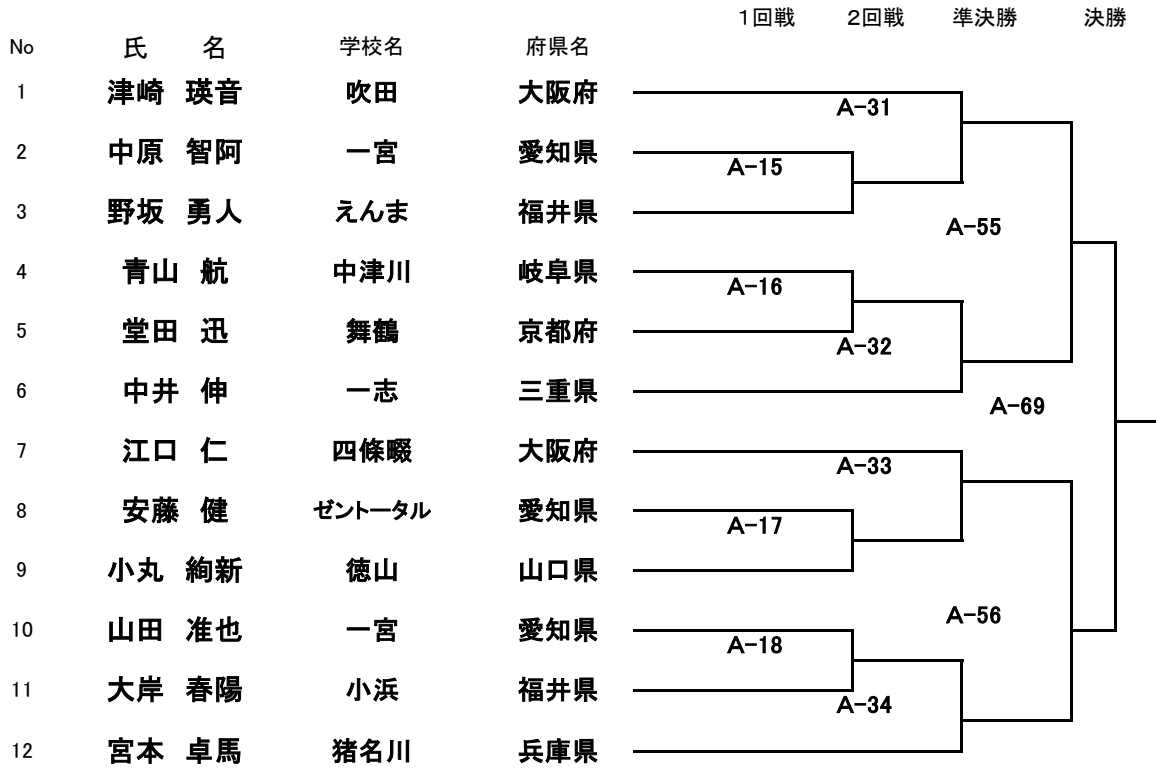 １回戦 ２回戦 準決勝 決勝
No 氏 名 学校名 府県名
1 津崎 瑛音 吹田 大阪府
A-31
2 中原 智阿 一宮 愛知県
A-15
3 野坂 勇人 えんま 福井県
A-55
4 青山 航 中津川 岐阜県
A-16
5 堂田 迅 舞鶴 京都府
A-32
6 中井 伸 一志 三重県
A-69
7 江口 仁 四條畷 大阪府
A-33
8 安藤 健 ゼントータル 愛知県
A-17
9 小丸 絢新 徳山 山口県
A-56
10 山田 准也 一宮 愛知県
A-18
11 大岸 春陽 小浜 福井県
A-34
12 宮本 卓馬 猪名川 兵庫県